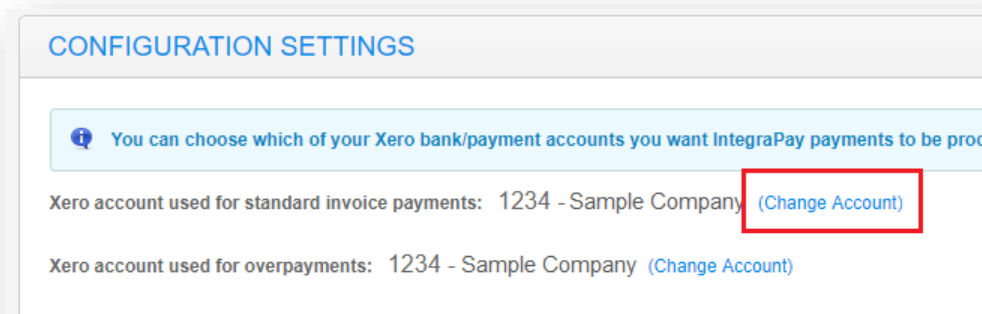 CONFIGURATION SETTINGS
You can choose which of your Xero bank/payment accounts you want IntegraPay payments to be
Xero account used for standard invoice payments: 1234 - Sample Company (Change Account)
Xero account used for overpayments: 1234 - Sample Company (Change Account)